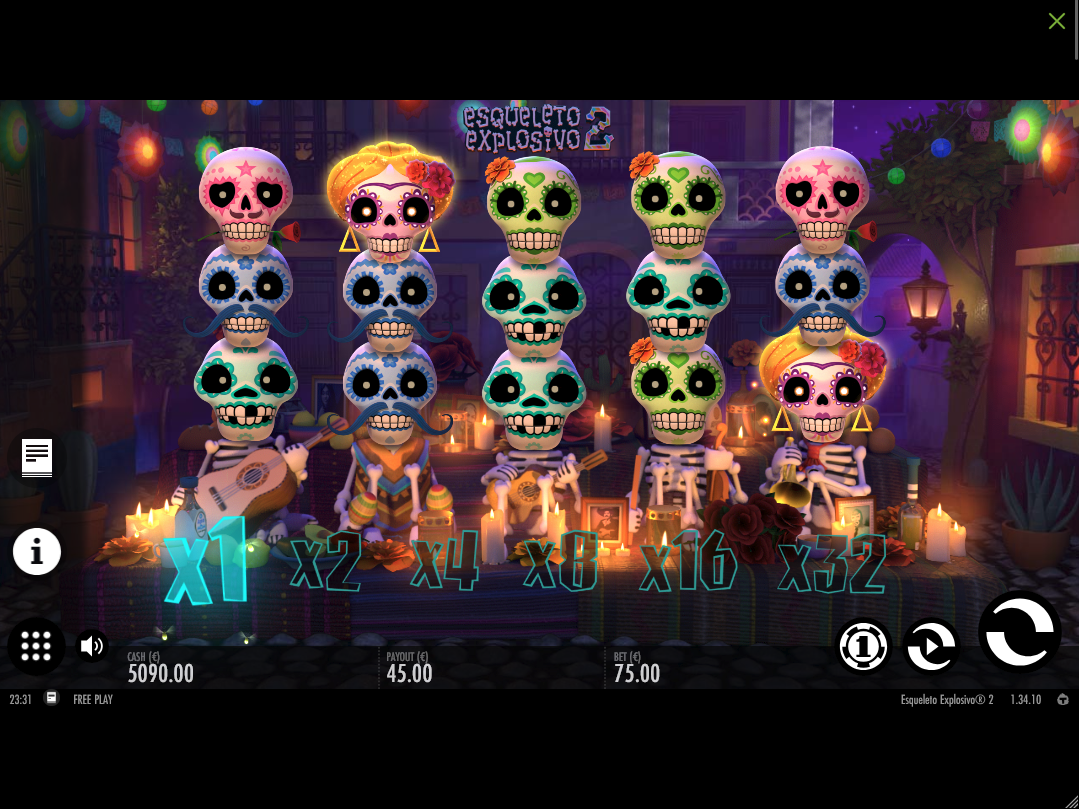 esqueleto
explosivo 2
x1 x2 x4 x8 x16 x32
i
1
CASH (€) PAYOUT (€) BET (€)
5090.00 45.00 75.00
23:31 FREE PLAY Esqueleto Explosivo® 2 1.34.10